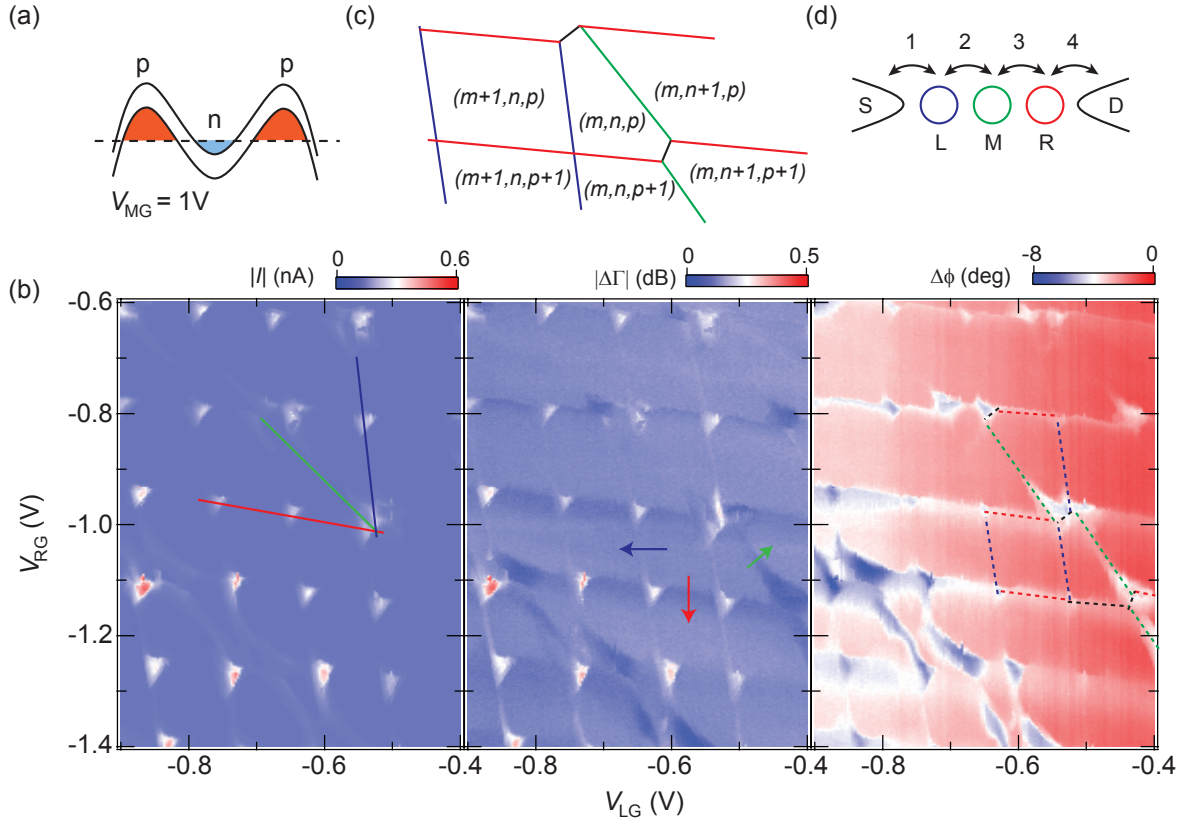 (a)
p p
n
V_MG = 1V
(c)
(m+1,n,p)
(m,n,p)
(m,n+1,p)
(m+1,n,p+1)
(m,n,p+1)
(m,n+1,p+1)
(d)
1 2 3 4
S D
L M R
(b)
|I| (nA) 0 0.6
|ΔΓ| (dB) 0 0.5
Δϕ (deg) -8 0
V_RG (V)
-0.6
-0.8
-1.0
-1.2
-1.4
-0.8 -0.6 -0.4 -0.8 -0.6 -0.4 -0.8 -0.6 -0.4
V_LG (V)